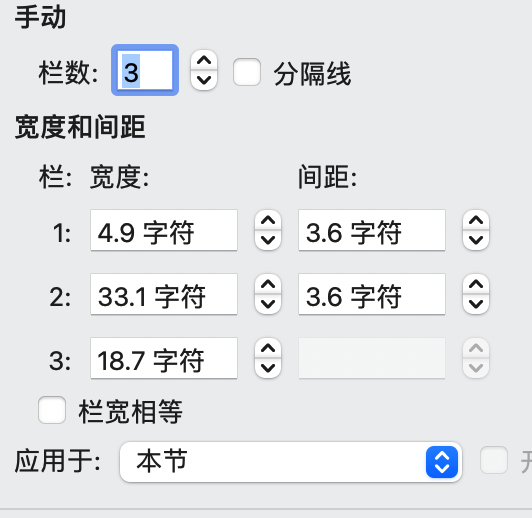 手动
栏数: 3 分隔线
宽度和间距
栏: 宽度: 间距:
1: 4.9 字符 3.6 字符
2: 33.1 字符 3.6 字符
3: 18.7 字符
栏宽相等
应用于: 本节